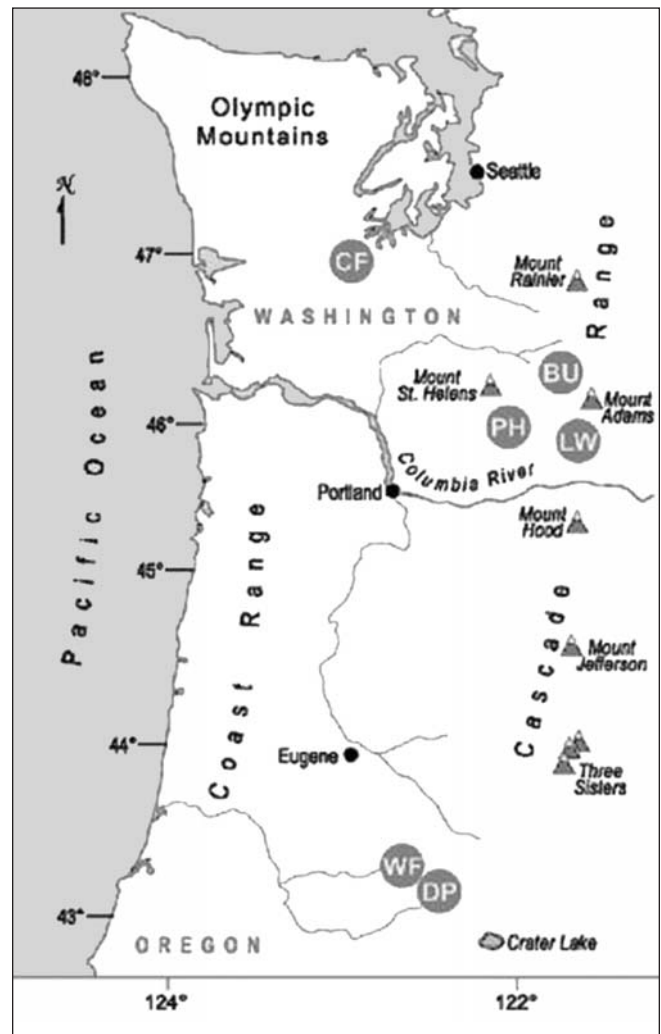 48°
Olympic
Mountains
N
Seattle
47°
CF
Mount
Rainier
Range
WASHINGTON
BU
Mount
St. Helens
Mount
Adams
46°
PH
LW
Columbia River
Portland
Pacific Ocean
Mount
Hood
Coast Range
45°
Cascade
Mount
Jefferson
44°
Eugene
Three
Sisters
WF
DP
43°
OREGON
Crater Lake
124°
122°